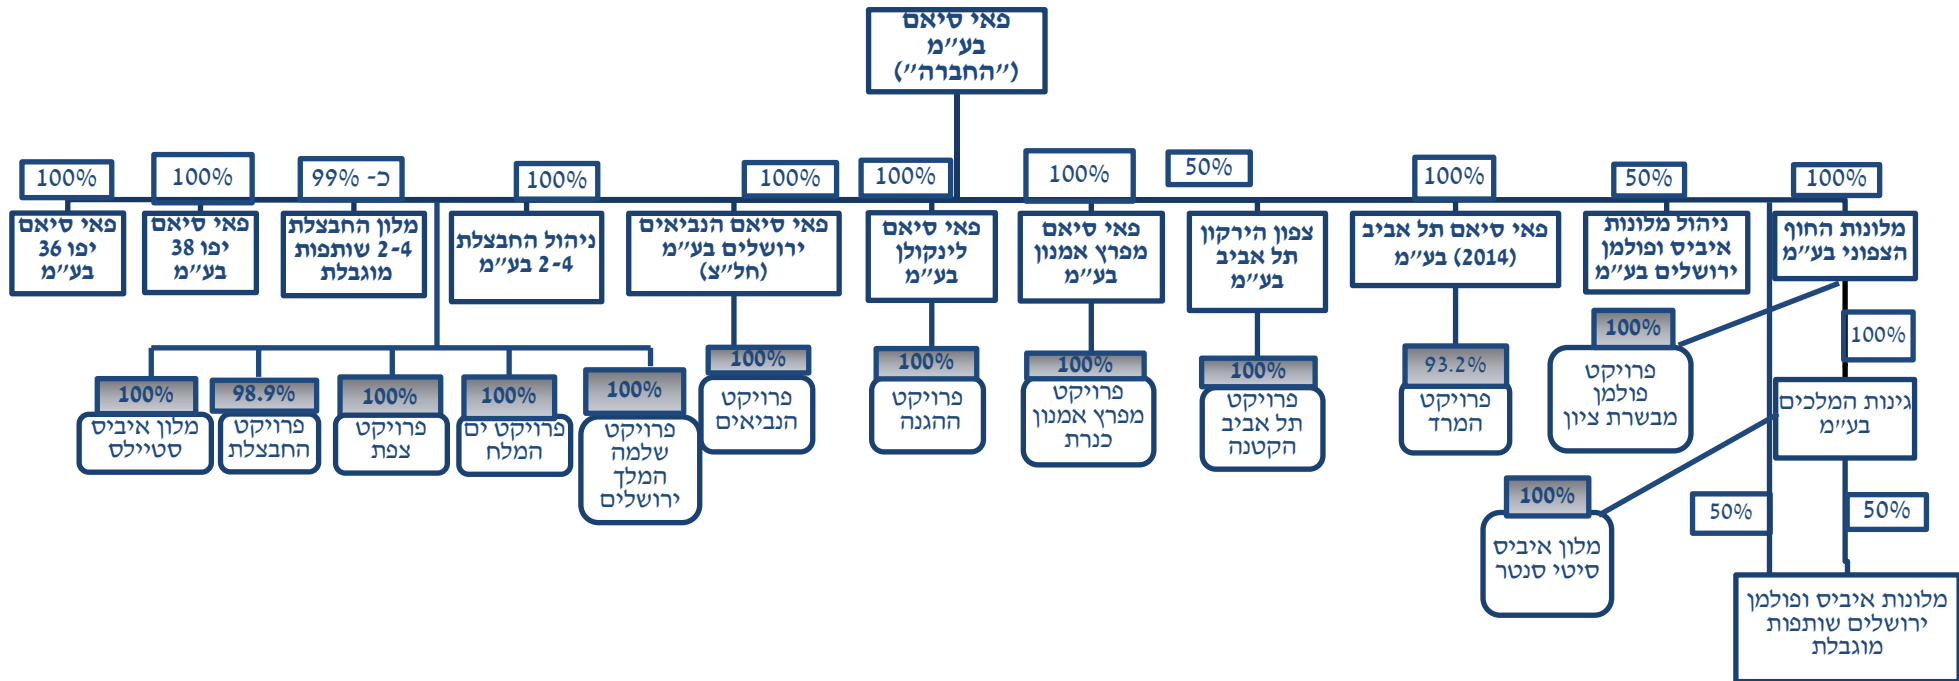 פאי סיאם
בע"מ
("החברה")
100%
50%
100%
50%
100%
100%
100%
100%
כ- 99%
100%
100%
מלונות החוף
הצפוני בע"מ
ניהול מלונות
איביס ופולמן
ירושלים בע"מ
פאי סיאם תל אביב
(2014) בע"מ
צפון הירקון
תל אביב
בע"מ
פאי סיאם
מפרץ אמנון
בע"מ
פאי סיאם
לינקולן
בע"מ
פאי סיאם הנביאים
ירושלים בע"מ
(חל"צ)
ניהול החבצלת
2-4 בע"מ
מלון החבצלת
2-4 שותפות
מוגבלת
פאי סיאם
יפו 38
בע"מ
פאי סיאם
יפו 36
בע"מ
100%
100%
פרויקט
פולמן
מבשרת ציון
93.2%
פרויקט
המרד
100%
פרויקט
תל אביב
הקטנה
100%
פרויקט
מפרץ אמנון
כנרת
100%
פרויקט
ההגנה
100%
פרויקט
הנביאים
100%
פרויקט
שלמה
המלך
ירושלים
100%
פרויקט ים
המלח
100%
פרויקט
צפת
98.9%
פרויקט
החבצלת
100%
מלון איביס
סטיילס
גינות המלכים
בע"מ
100%
מלון איביס
סיטי סנטר
50%
50%
מלונות איביס ופולמן
ירושלים שותפות
מוגבלת